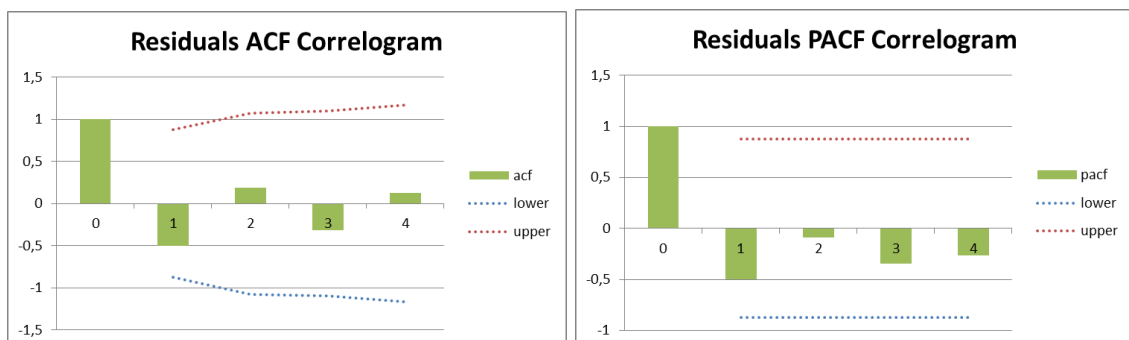 Residuals ACF Correlogram
1,5
1
0,5
0
-0,5
-1
-1,5
0
1
2
3
4
acf
lower
upper
Residuals PACF Correlogram
1,5
1
0,5
0
-0,5
-1
0
1
2
3
4
pacf
lower
upper